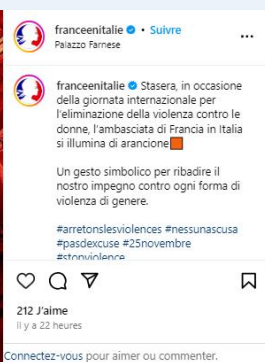 franceenitalie • Suivre
Palazzo Farnese
franceenitalie Stasera, in occasione
della giornata internazionale per
l'eliminazione della violenza contro le
donne, l'ambasciata di Francia in Italia
si illumina di arancione🟧
Un gesto simbolico per ribadire il
nostro impegno contro ogni forma di
violenza di genere.
#arretonslesviolences #nessunascusa
#pasdexcuse #25novembre
#stopviolence
212 J'aime
Il y a 22 heures
Connectez-vous pour aimer ou commenter.